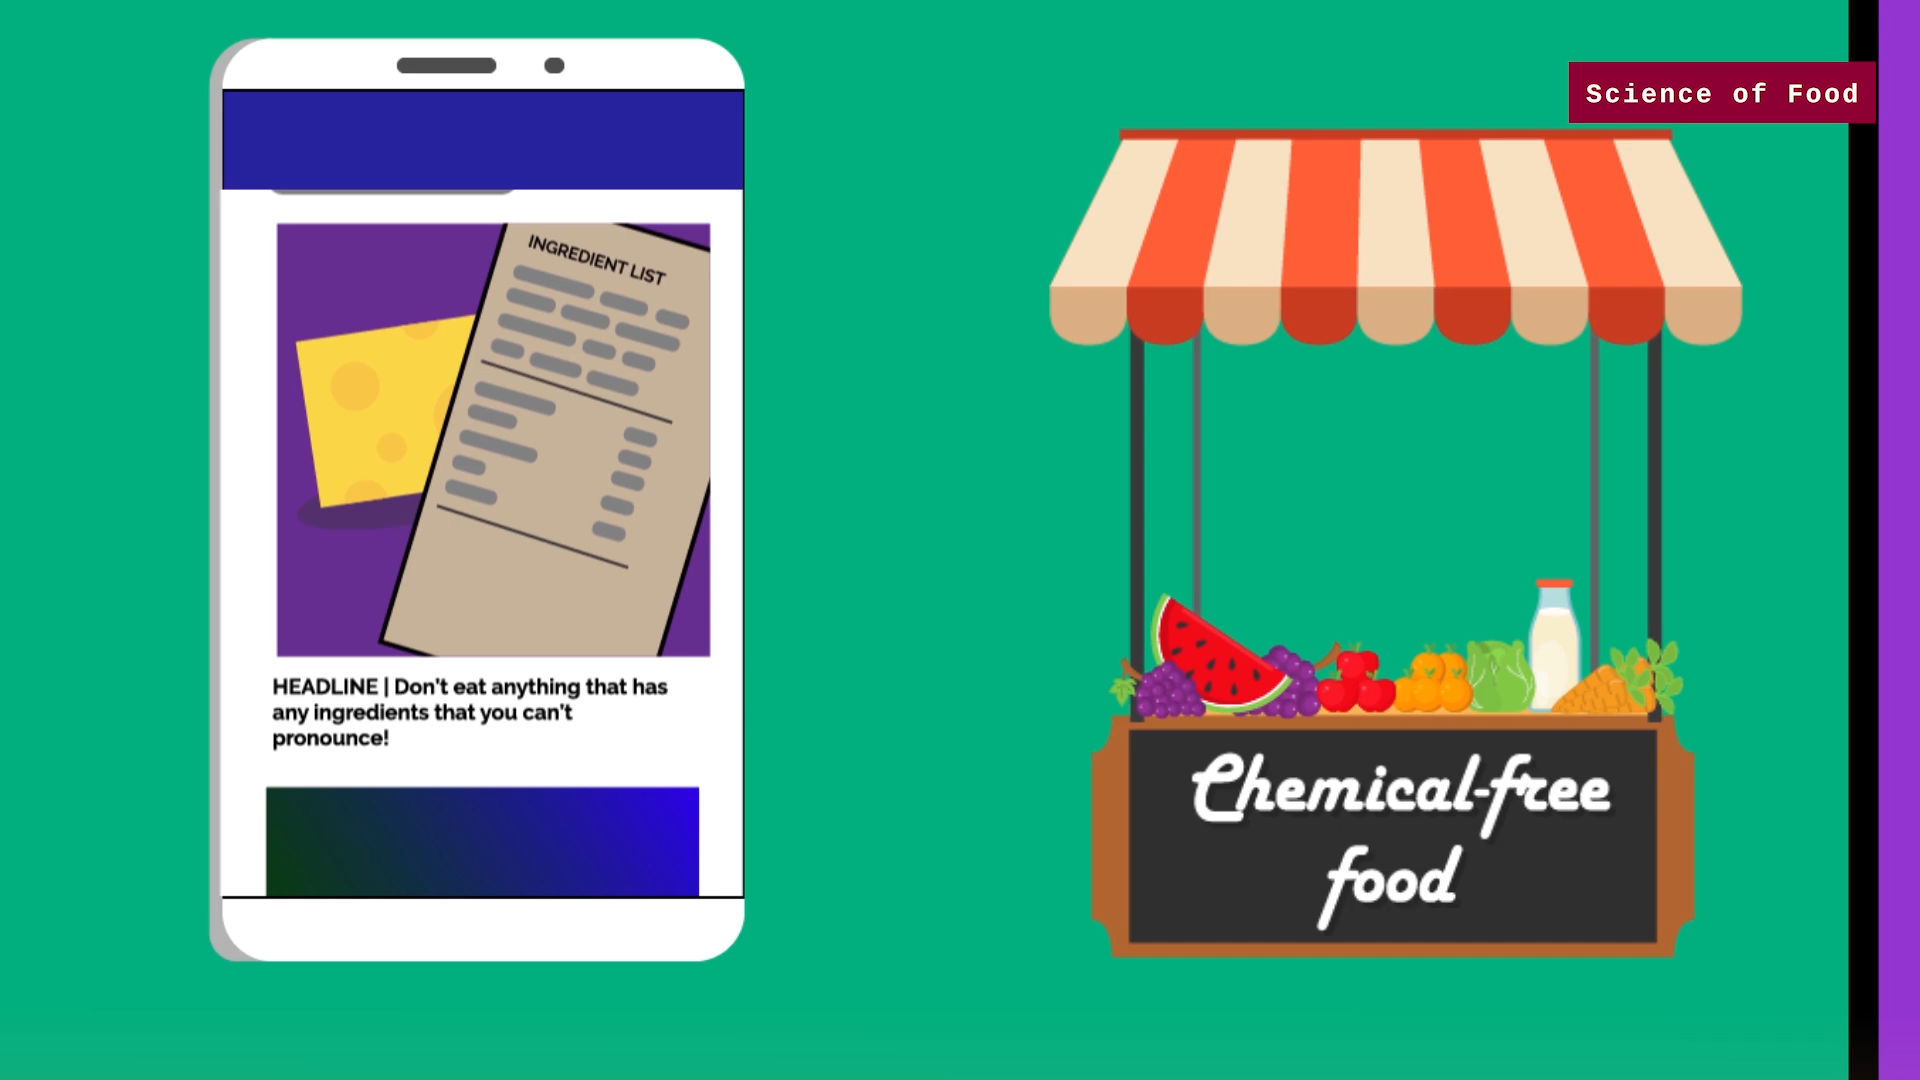 Science of Food
INGREDIENT LIST
HEADLINE | Don't eat anything that has
any ingredients that you can't
pronounce!
Chemical-free
food